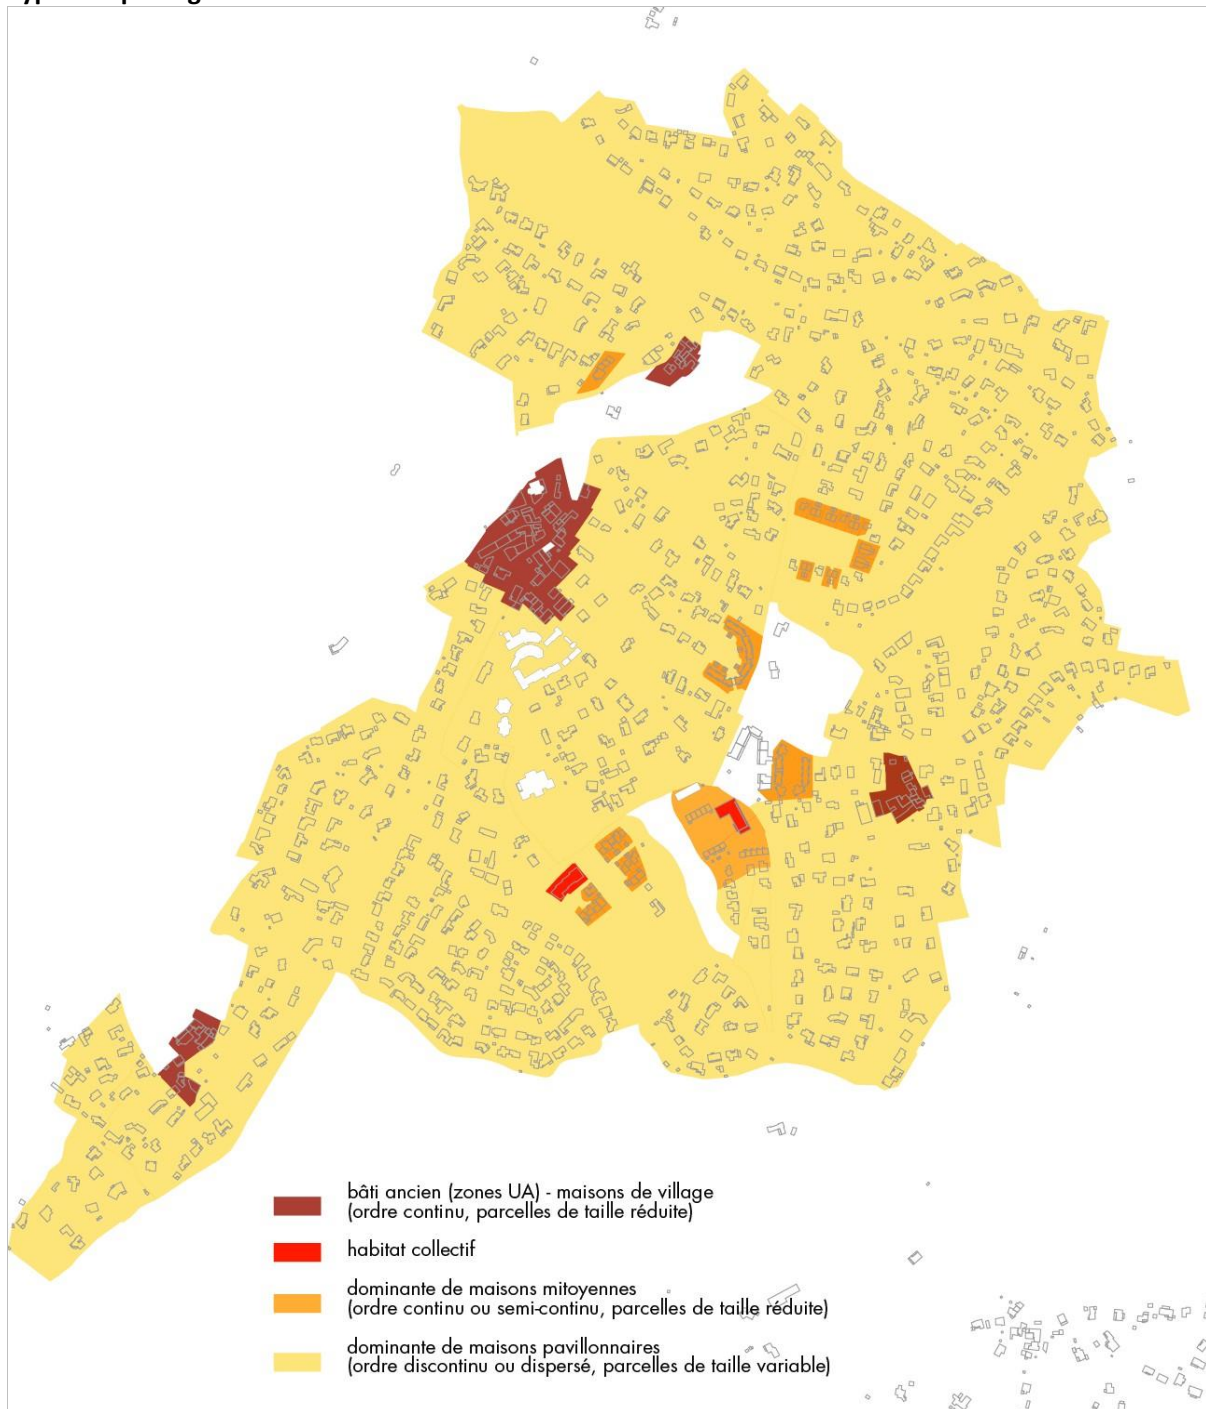 bâti ancien (zones UA) - maisons de village
(ordre continu, parcelles de taille réduite)
habitat collectif
dominante de maisons mitoyennes
(ordre continu ou semi-continu, parcelles de taille réduite)
dominante de maisons pavillonnaires
(ordre discontinu ou dispersé, parcelles de taille variable)